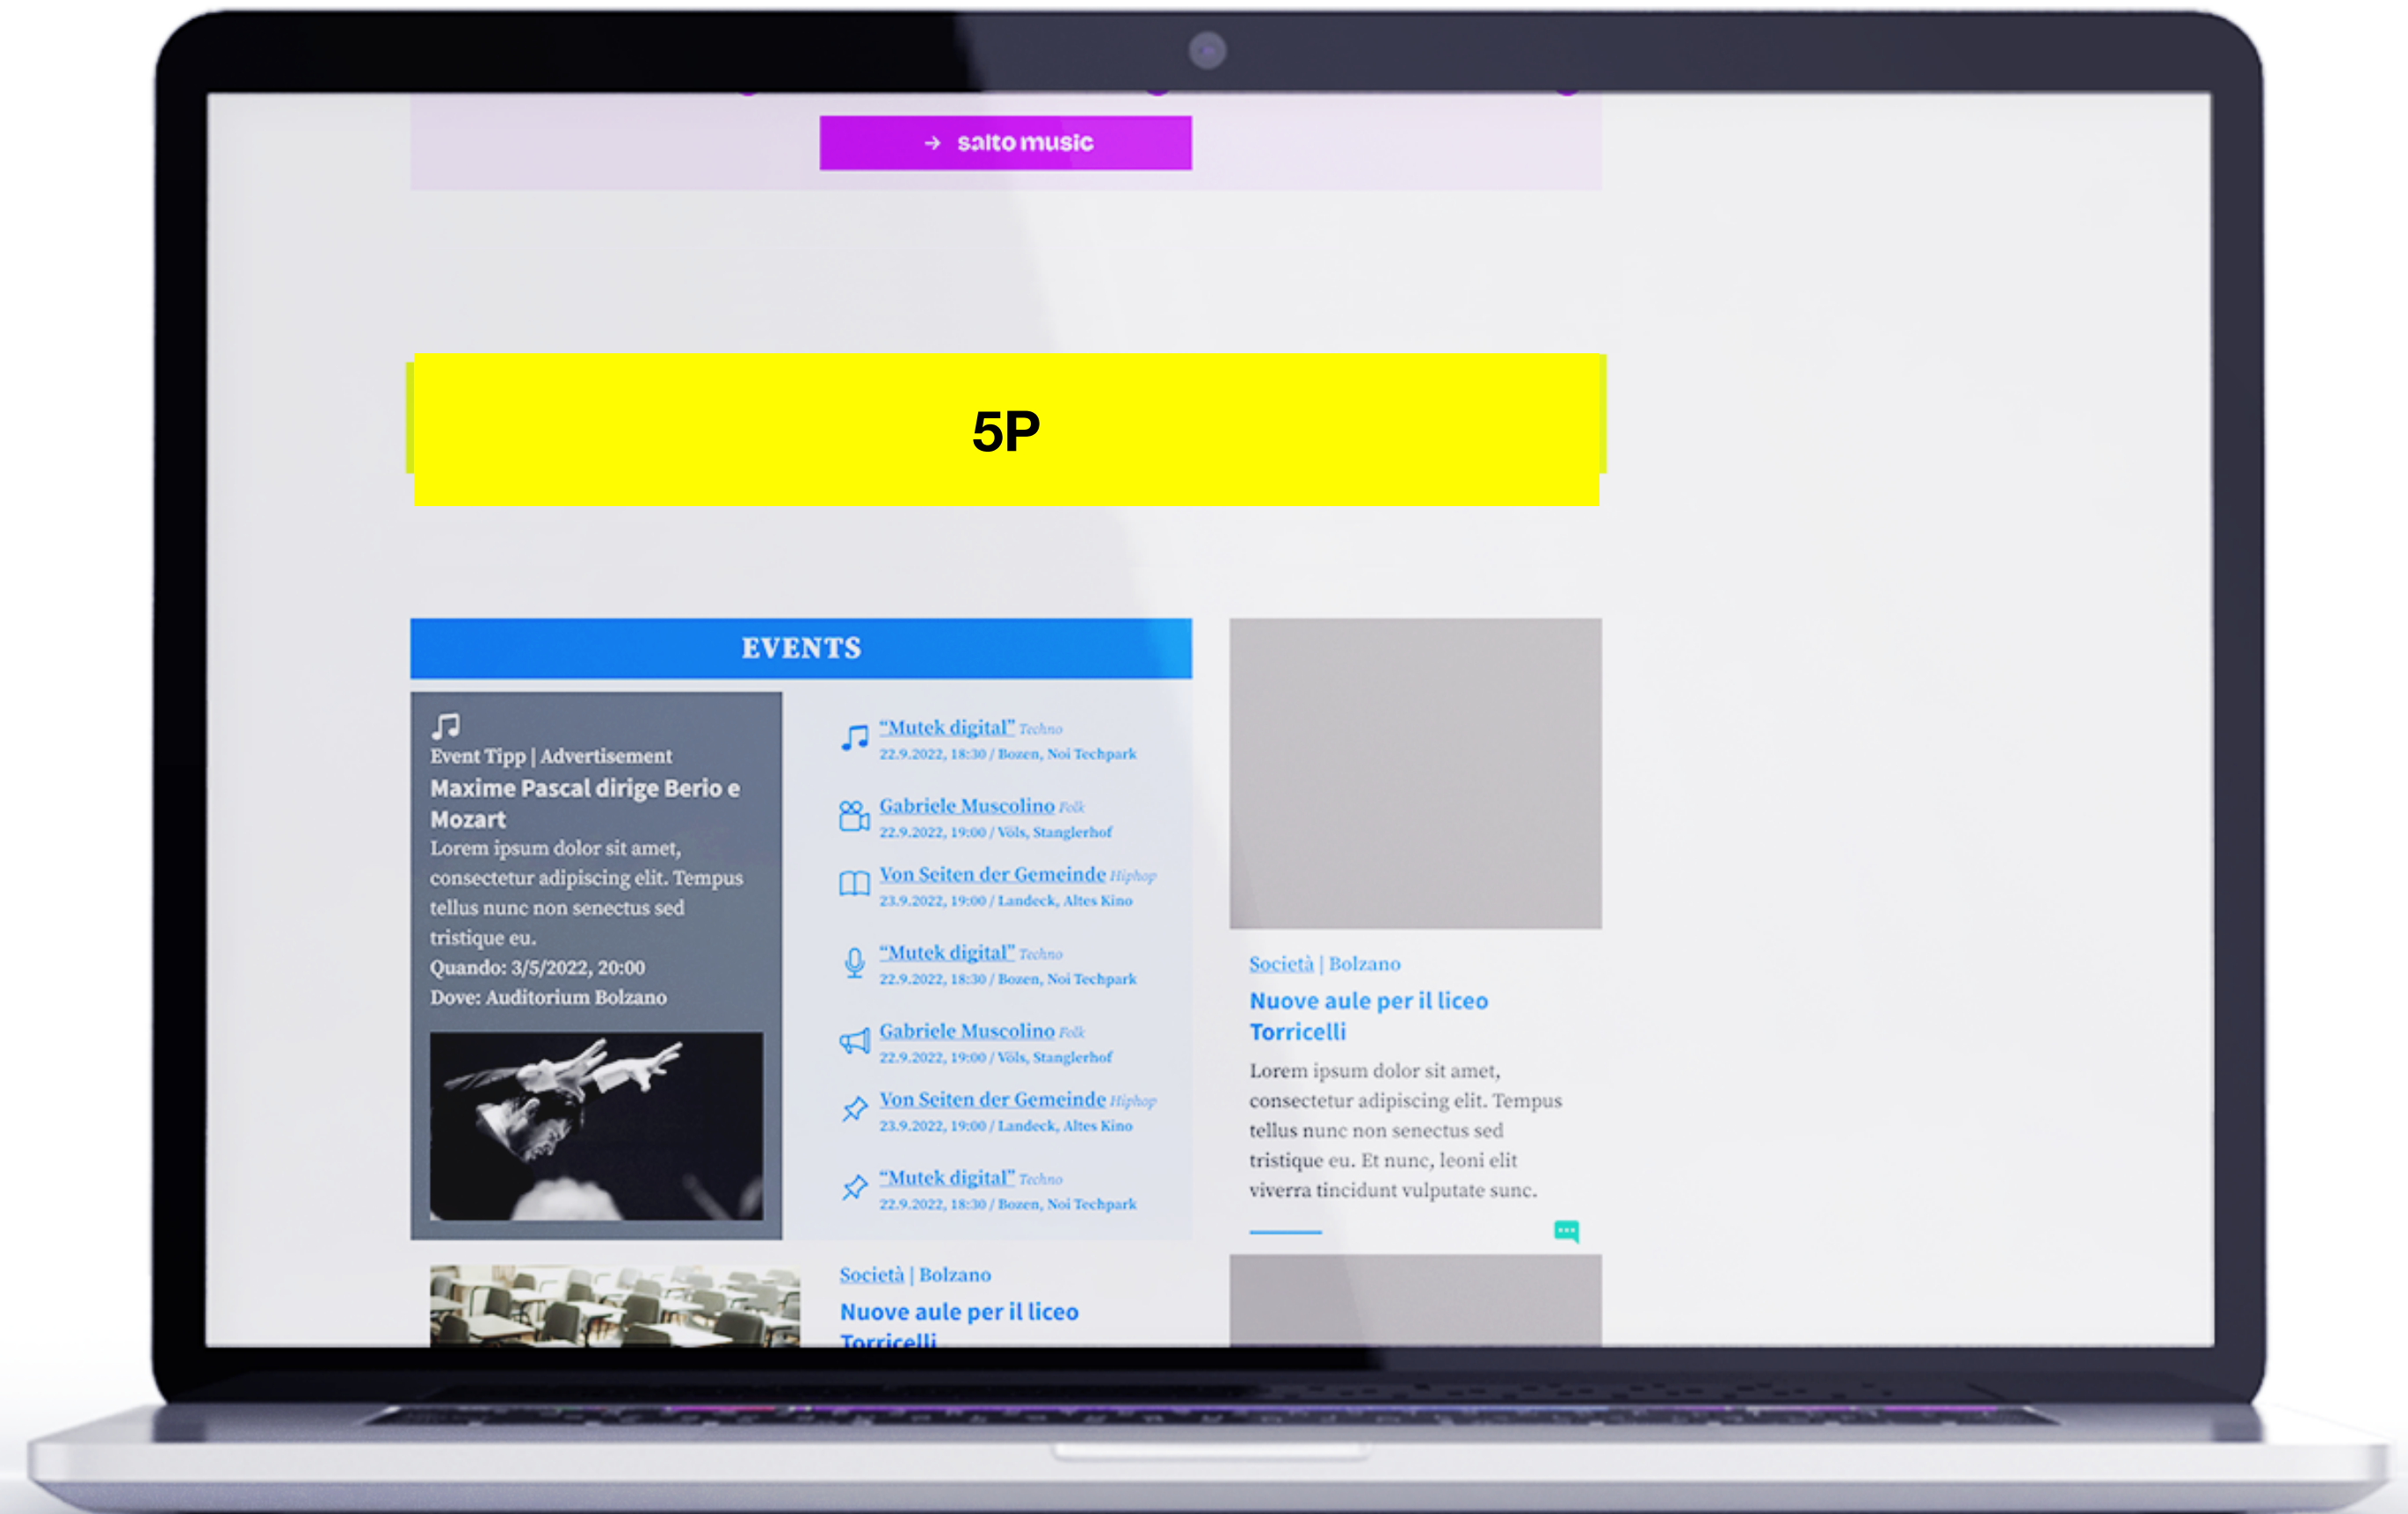 → salto music
5P
EVENTS
Event Tipp | Advertisement
Maxime Pascal dirige Berio e
Mozart
Lorem ipsum dolor sit amet,
consectetur adipiscing elit. Tempus
tellus nunc non senectus sed
tristique eu.
Quando: 3/5/2022, 20:00
Dove: Auditorium Bolzano
“Mutek digital” Techno
22.9.2022, 18:30 / Bozen, Noi Techpark
Gabriele Muscolino Folk
22.9.2022, 19:00 / Völs, Stanglerhof
Von Seiten der Gemeinde Hiphop
23.9.2022, 19:00 / Landeck, Altes Kino
“Mutek digital” Techno
22.9.2022, 18:30 / Bozen, Noi Techpark
Gabriele Muscolino Folk
22.9.2022, 19:00 / Völs, Stanglerhof
Von Seiten der Gemeinde Hiphop
23.9.2022, 19:00 / Landeck, Altes Kino
“Mutek digital” Techno
22.9.2022, 18:30 / Bozen, Noi Techpark
Società | Bolzano
Nuove aule per il liceo
Torricelli
Lorem ipsum dolor sit amet,
consectetur adipiscing elit. Tempus
tellus nunc non senectus sed
tristique eu. Et nunc, leoni elit
viverra tincidunt vulputate sunc.
Società | Bolzano
Nuove aule per il liceo
Torricelli